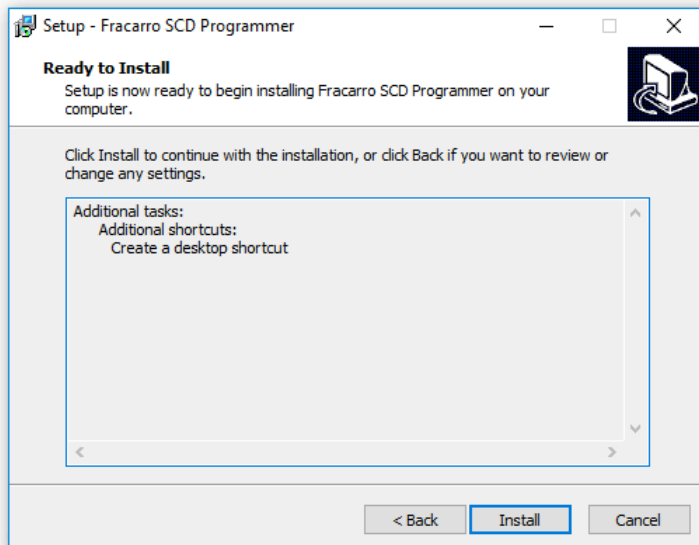 Setup - Fracarro SCD Programmer
Ready to Install
Setup is now ready to begin installing Fracarro SCD Programmer on your
computer.
Click Install to continue with the installation, or click Back if you want to review or
change any settings.
Additional tasks:
Additional shortcuts:
Create a desktop shortcut
< Back
Install
Cancel